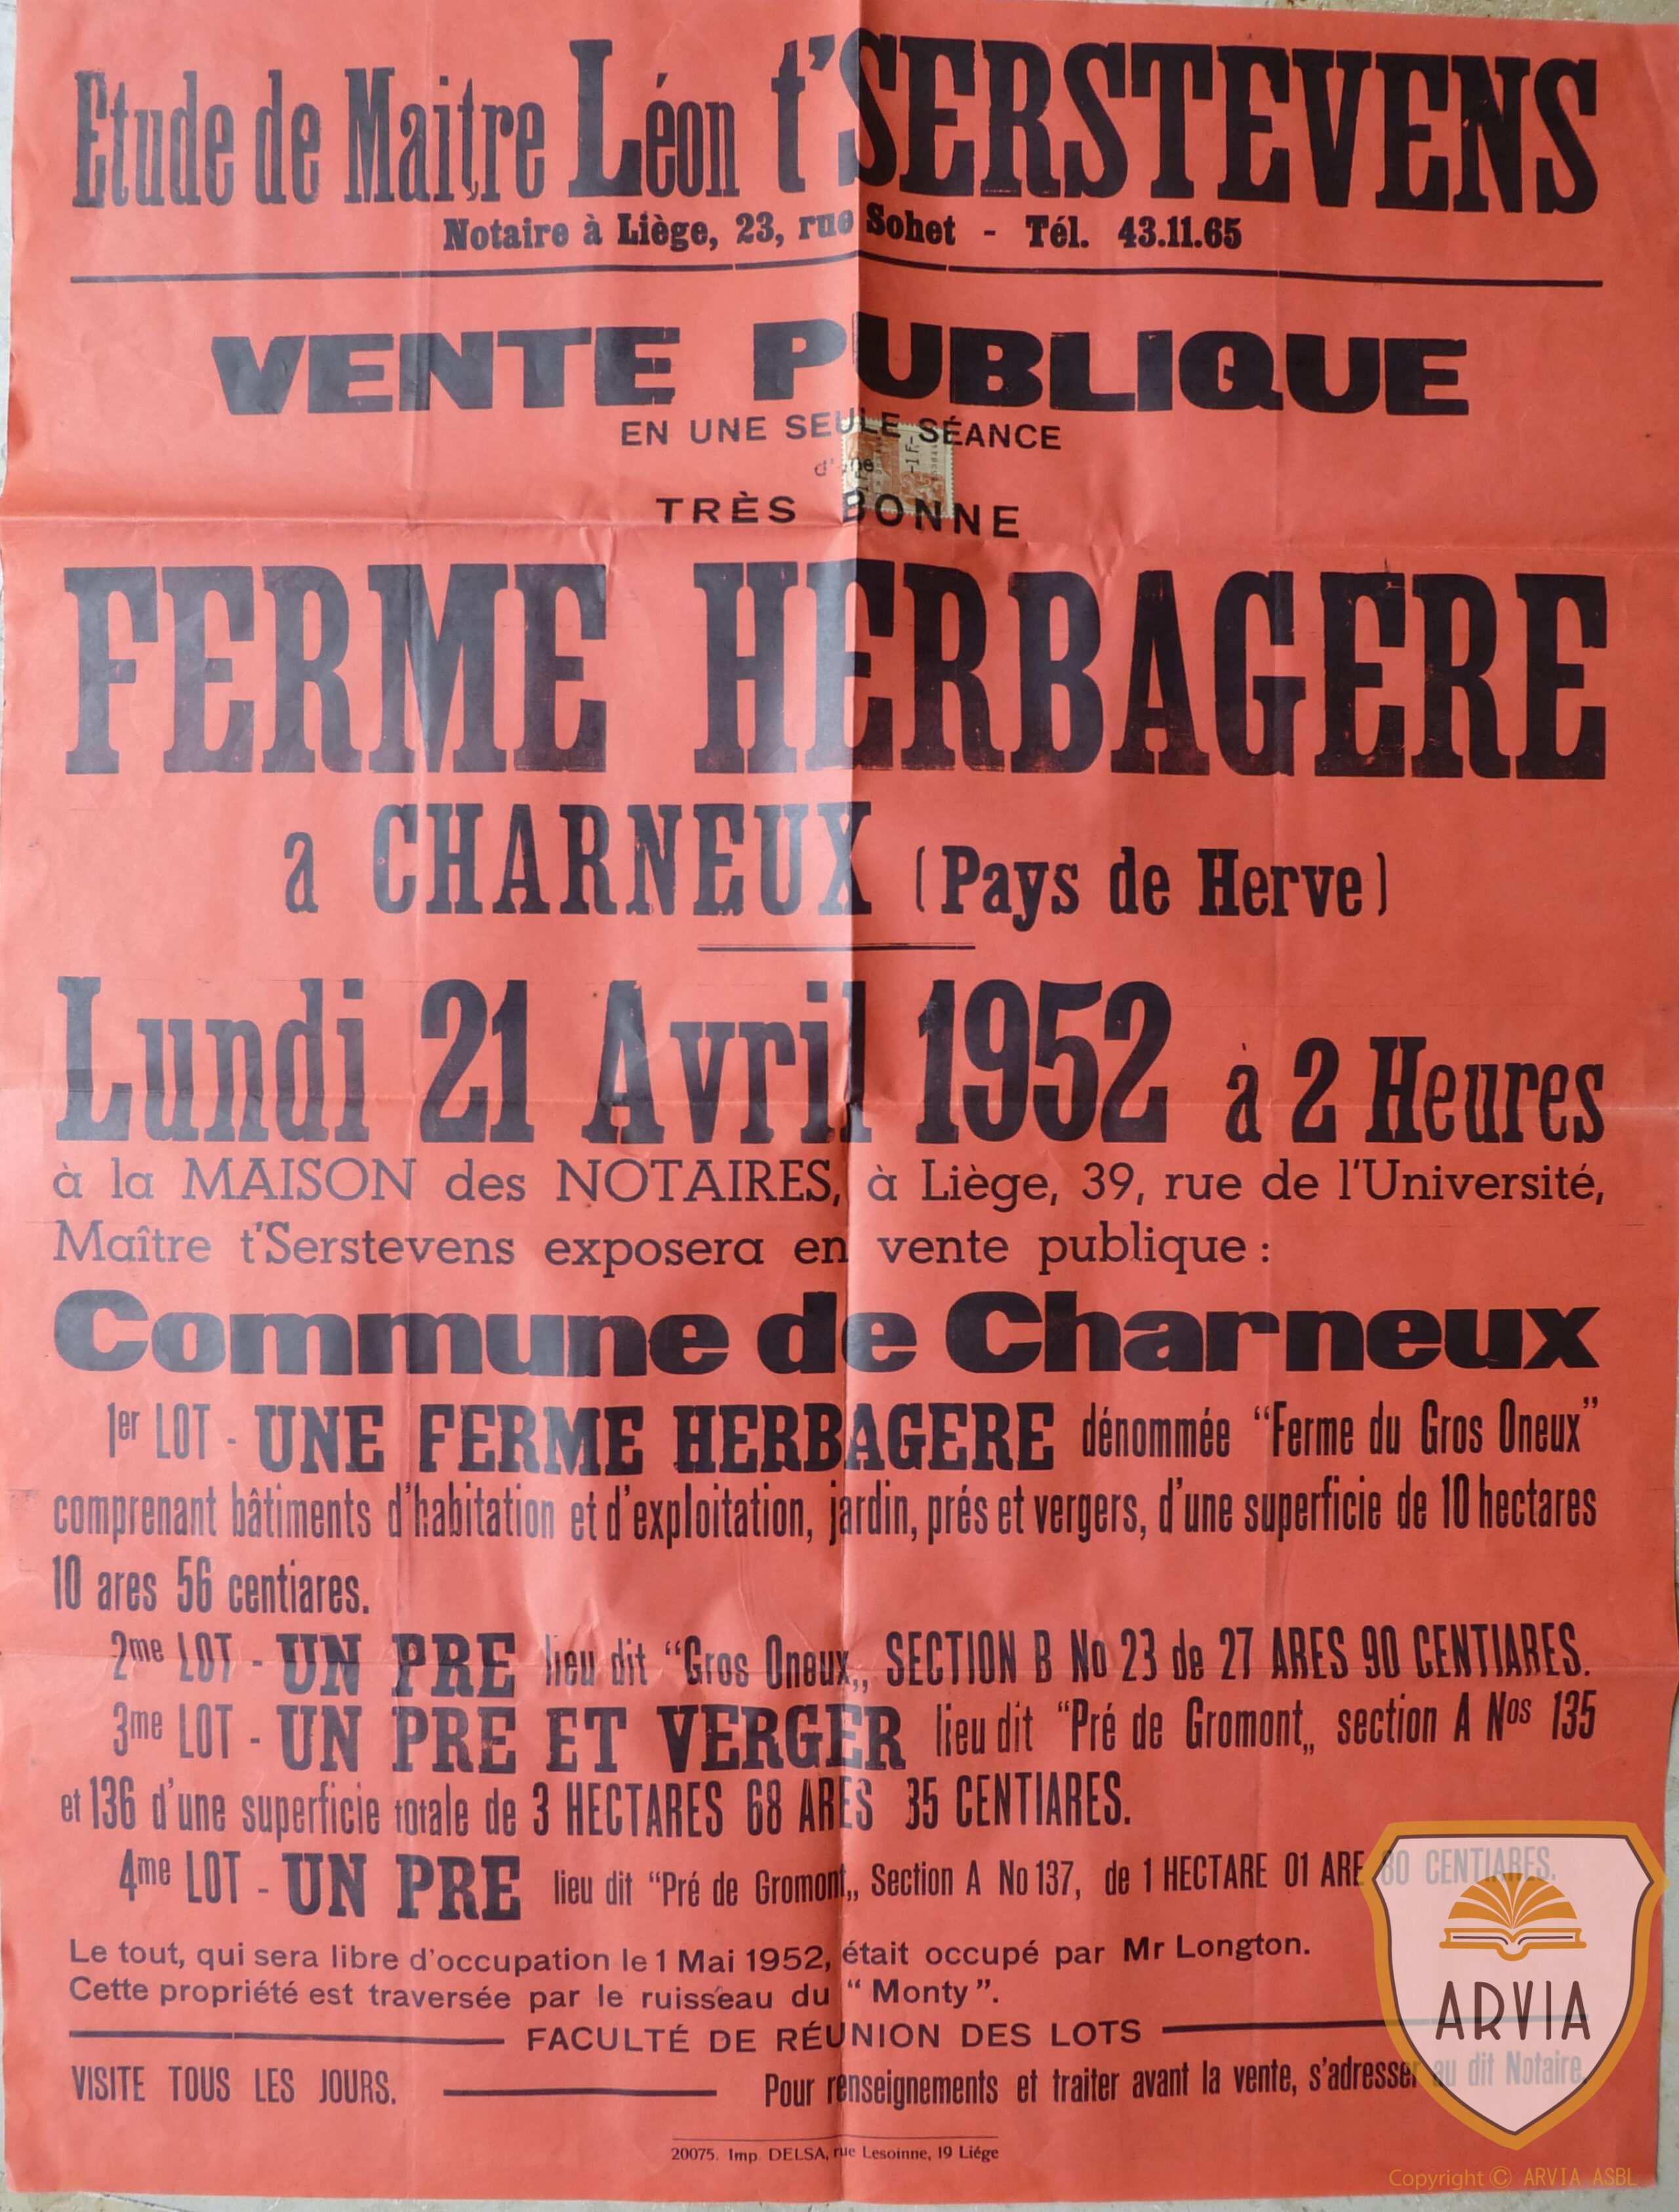 Etude de Maitre Léon t'SERSTEVENS
Notaire à Liège, 23, rue Sohet - Tél. 43.11.65
VENTE PUBLIQUE
EN UNE SEULE SÉANCE
d'une
-1F-
TRÈS BONNE
FERME HERBAGERE
a CHARNEUX (Pays de Herve)
Lundi 21 Avril 1952 à 2 Heures
à la MAISON des NOTAIRES, à Liège, 39, rue de l'Université,
Maître t'Serstevens exposera en vente publique :
Commune de Charneux
1er LOT - UNE FERME HERBAGERE dénommée “Ferme du Gros Oneux”
comprenant bâtiments d'habitation et d'exploitation, jardin, prés et vergers, d'une superficie de 10 hectares
10 ares 56 centiares.
2me LOT - UN PRE lieu dit “Gros Oneux„ SECTION B No 23 de 27 ARES 90 CENTIARES.
3me LOT - UN PRE ET VERGER lieu dit “Pré de Gromont„ section A Nos 135
et 136 d'une superficie totale de 3 HECTARES 68 ARES 35 CENTIARES.
4me LOT - UN PRE lieu dit “Pré de Gromont„ Section A No 137, de 1 HECTARE 01 ARE 80 CENTIARES.
Le tout, qui sera libre d'occupation le 1 Mai 1952, était occupé par Mr Longton.
Cette propriété est traversée par le ruisseau du “Monty”.
FACULTÉ DE RÉUNION DES LOTS
VISITE TOUS LES JOURS. Pour renseignements et traiter avant la vente, s'adresser au dit Notaire.
20075. Imp. DELSA, rue Lesoinne, 19 Liége
ARVIA
Copyright © ARVIA ASBL